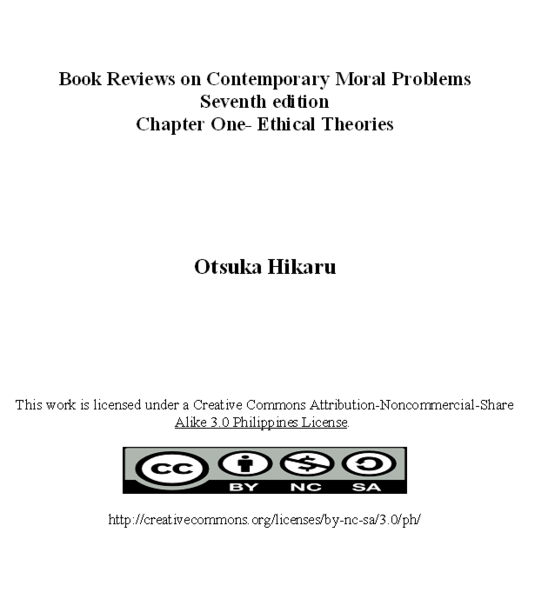 Book Reviews on Contemporary Moral Problems
Seventh edition
Chapter One- Ethical Theories
Otsuka Hikaru
This work is licensed under a Creative Commons Attribution-Noncommercial-Share
Alike 3.0 Philippines License.
cc
BY NC SA
http://creativecommons.org/licenses/by-nc-sa/3.0/ph/